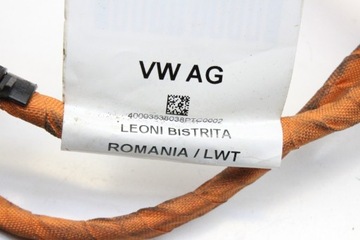 VW AG
LEONI BISTRITA
ROMANIA / LWT